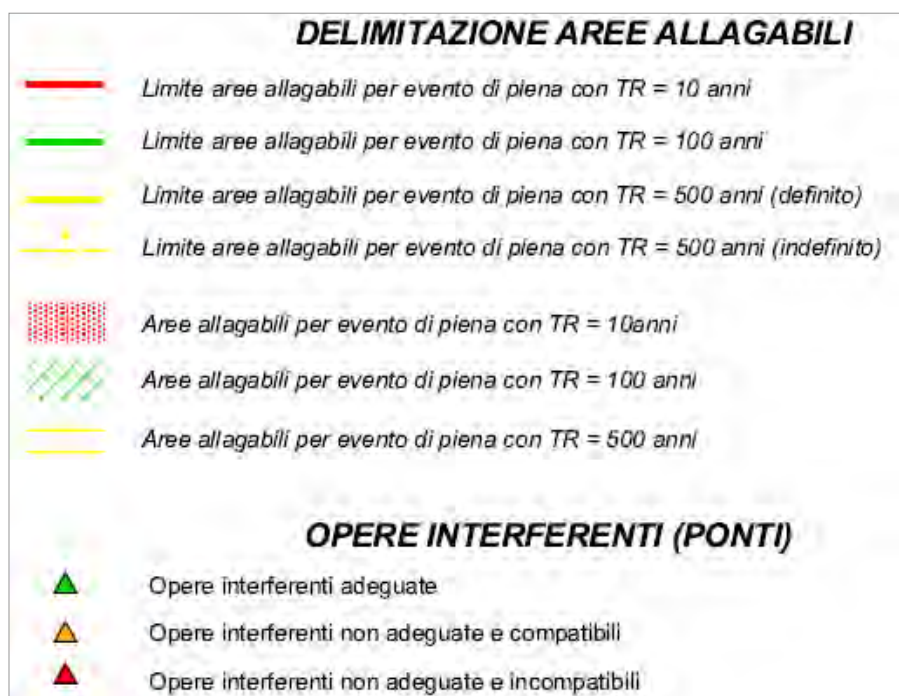 DELIMITAZIONE AREE ALLAGABILI
Limite aree allagabili per evento di piena con TR = 10 anni
Limite aree allagabili per evento di piena con TR = 100 anni
Limite aree allagabili per evento di piena con TR = 500 anni (definito)
Limite aree allagabili per evento di piena con TR = 500 anni (indefinito)
Aree allagabili per evento di piena con TR = 10anni
Aree allagabili per evento di piena con TR = 100 anni
Aree allagabili per evento di piena con TR = 500 anni
OPERE INTERFERENTI (PONTI)
Opere interferenti adeguate
Opere interferenti non adeguate e compatibili
Opere interferenti non adeguate e incompatibili